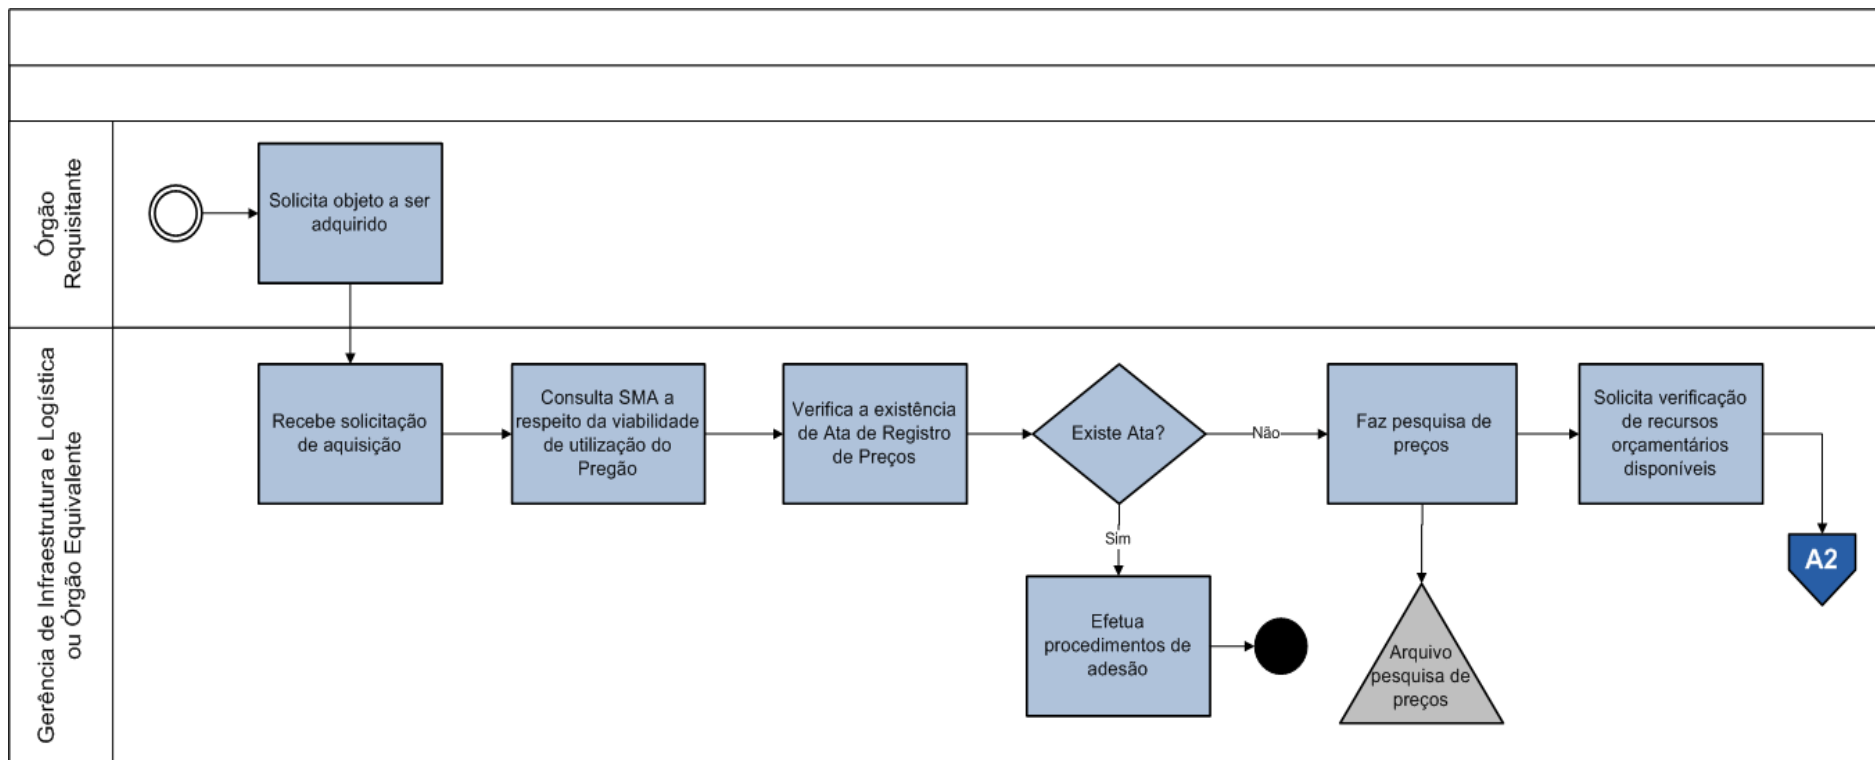 Órgão
Requisitante
Solicita objeto a ser
adquirido
Gerência de Infraestrutura e Logística
ou Órgão Equivalente
Recebe solicitação
de aquisição
Consulta SMA a
respeito da viabilidade
de utilização do
Pregão
Verifica a existência
de Ata de Registro
de Preços
Existe Ata?
Não
Faz pesquisa de
preços
Solicita verificação
de recursos
orçamentários
disponíveis
Sim
A2
Efetua
procedimentos de
adesão
Arquivo
pesquisa de
preços